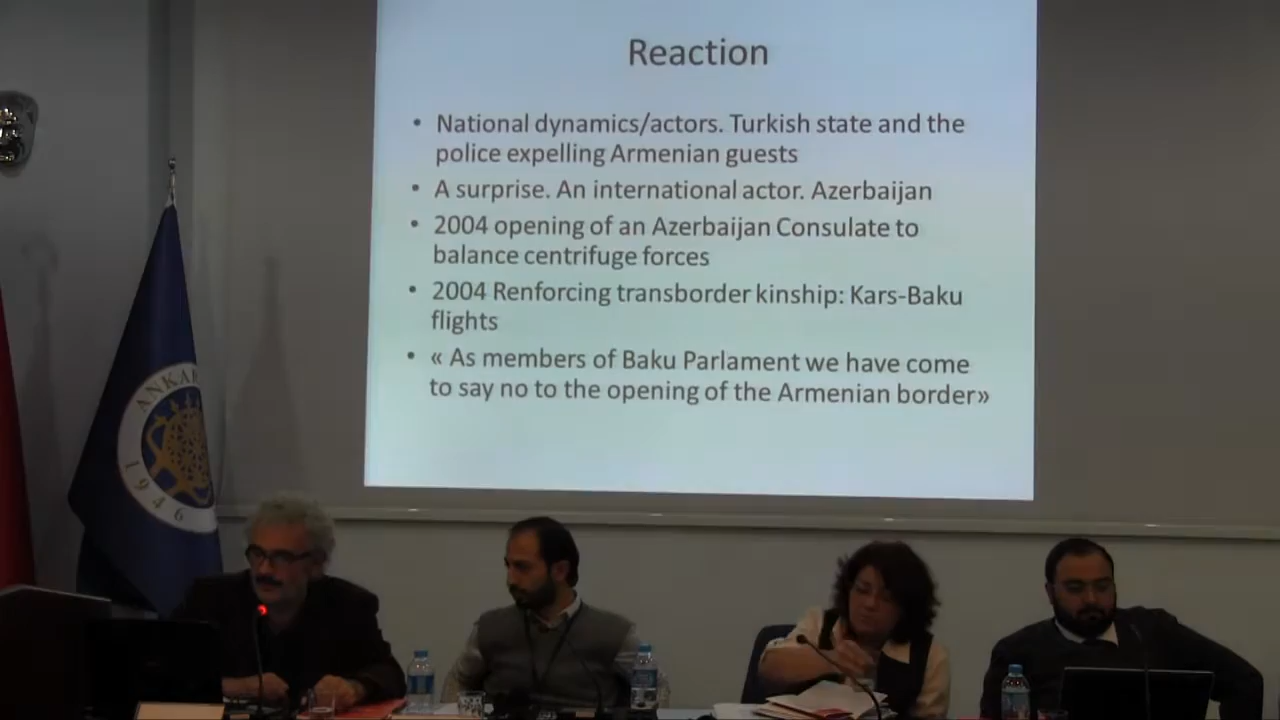 Reaction
• National dynamics/actors. Turkish state and the
police expelling Armenian guests
• A surprise. An international actor. Azerbaijan
• 2004 opening of an Azerbaijan Consulate to
balance centrifuge forces
• 2004 Renforcing transborder kinship: Kars-Baku
flights
• « As members of Baku Parlament we have come
to say no to the opening of the Armenian border»
ANKA
1946